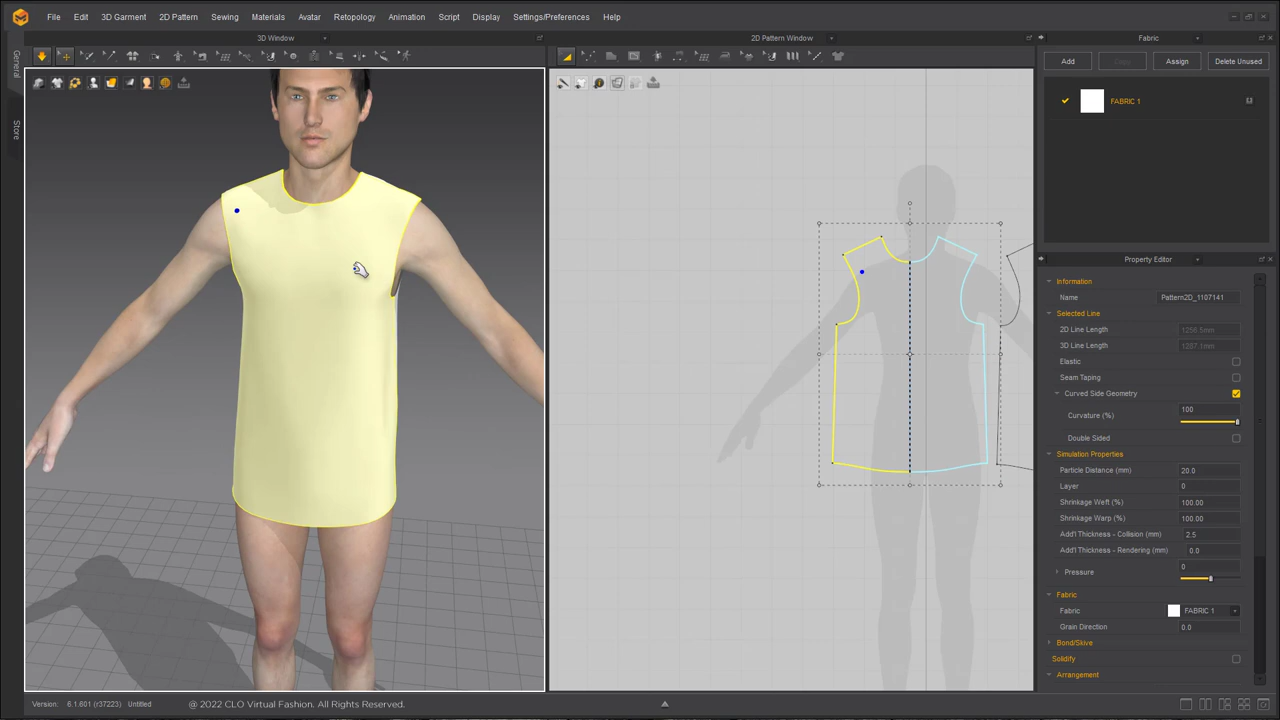 File Edit 3D Garment 2D Pattern Sewing Materials Avatar Retopology Animation Script Display Settings/Preferences Help
3D Window
2D Pattern Window
Fabric
General
Store
Add
Assign
Delete Unused
FABRIC 1
Property Editor
Information
Name Pattern2D_1107141
Selected Line
2D Line Length 1256.5mm
3D Line Length 1287.1mm
Elastic
Seam Taping
Curved Side Geometry
Curvature (%) 100
Double Sided
Simulation Properties
Particle Distance (mm) 20.0
Layer 0
Shrinkage Weft (%) 100.00
Shrinkage Warp (%) 100.00
Add'l Thickness - Collision (mm) 2.5
Add'l Thickness - Rendering (mm) 0.0
Pressure 0
Fabric
Fabric FABRIC 1
Grain Direction 0.0
Bond/Skive
Solidify
Arrangement
Version: 6.1.601 (r37223) Untitled @ 2022 CLO Virtual Fashion. All Rights Reserved.